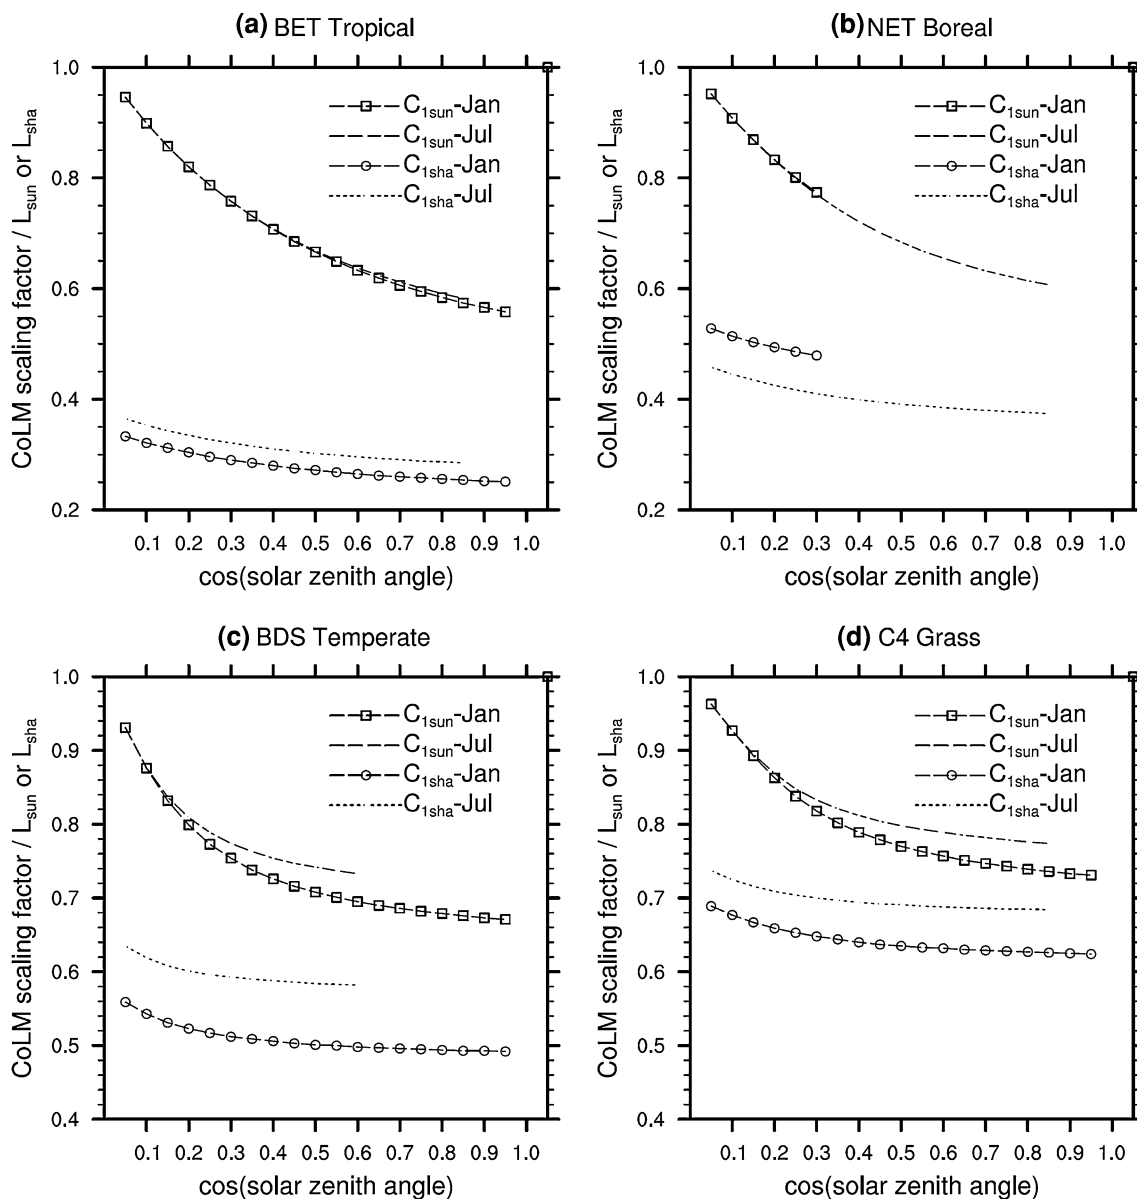 (a) BET Tropical
CoLM scaling factor / Lsun or Lsha
1.0
0.8
0.6
0.4
0.2
C1sun-Jan
C1sun-Jul
C1sha-Jan
C1sha-Jul
0.1 0.2 0.3 0.4 0.5 0.6 0.7 0.8 0.9 1.0
cos(solar zenith angle)
(b) NET Boreal
CoLM scaling factor / Lsun or Lsha
1.0
0.8
0.6
0.4
0.2
C1sun-Jan
C1sun-Jul
C1sha-Jan
C1sha-Jul
0.1 0.2 0.3 0.4 0.5 0.6 0.7 0.8 0.9 1.0
cos(solar zenith angle)
(c) BDS Temperate
CoLM scaling factor / Lsun or Lsha
1.0
0.9
0.8
0.7
0.6
0.5
0.4
C1sun-Jan
C1sun-Jul
C1sha-Jan
C1sha-Jul
0.1 0.2 0.3 0.4 0.5 0.6 0.7 0.8 0.9 1.0
cos(solar zenith angle)
(d) C4 Grass
CoLM scaling factor / Lsun or Lsha
1.0
0.9
0.8
0.7
0.6
0.5
0.4
C1sun-Jan
C1sun-Jul
C1sha-Jan
C1sha-Jul
0.1 0.2 0.3 0.4 0.5 0.6 0.7 0.8 0.9 1.0
cos(solar zenith angle)